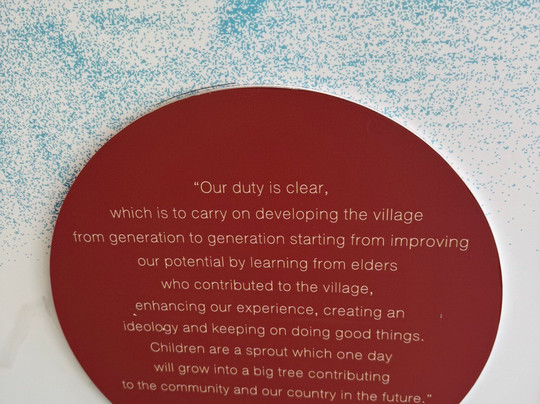 “Our duty is clear,
which is to carry on developing the village
from generation to generation starting from improving
our potential by learning from elders
who contributed to the village,
enhancing our experience, creating an
ideology and keeping on doing good things.
Children are a sprout which one day
will grow into a big tree contributing
to the community and our country in the future.”